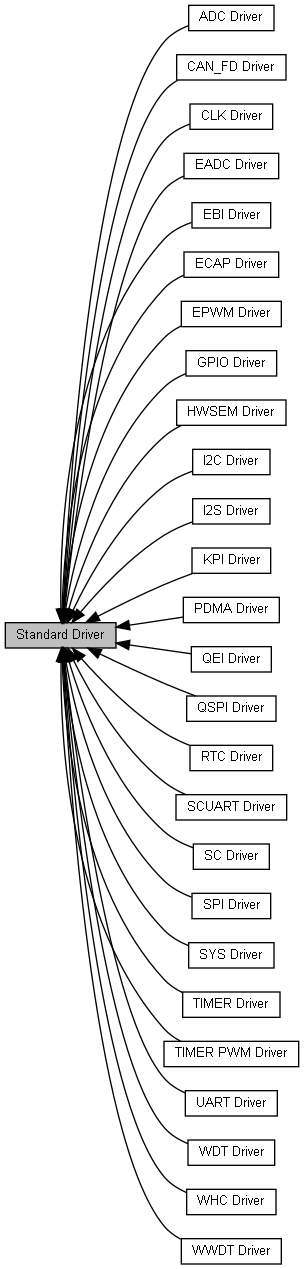 ADC Driver
CAN_FD Driver
CLK Driver
EADC Driver
EBI Driver
ECAP Driver
EPWM Driver
GPIO Driver
HWSEM Driver
I2C Driver
I2S Driver
KPI Driver
PDMA Driver
Standard Driver
QEI Driver
QSPI Driver
RTC Driver
SCUART Driver
SC Driver
SPI Driver
SYS Driver
TIMER Driver
TIMER PWM Driver
UART Driver
WDT Driver
WHC Driver
WWDT Driver